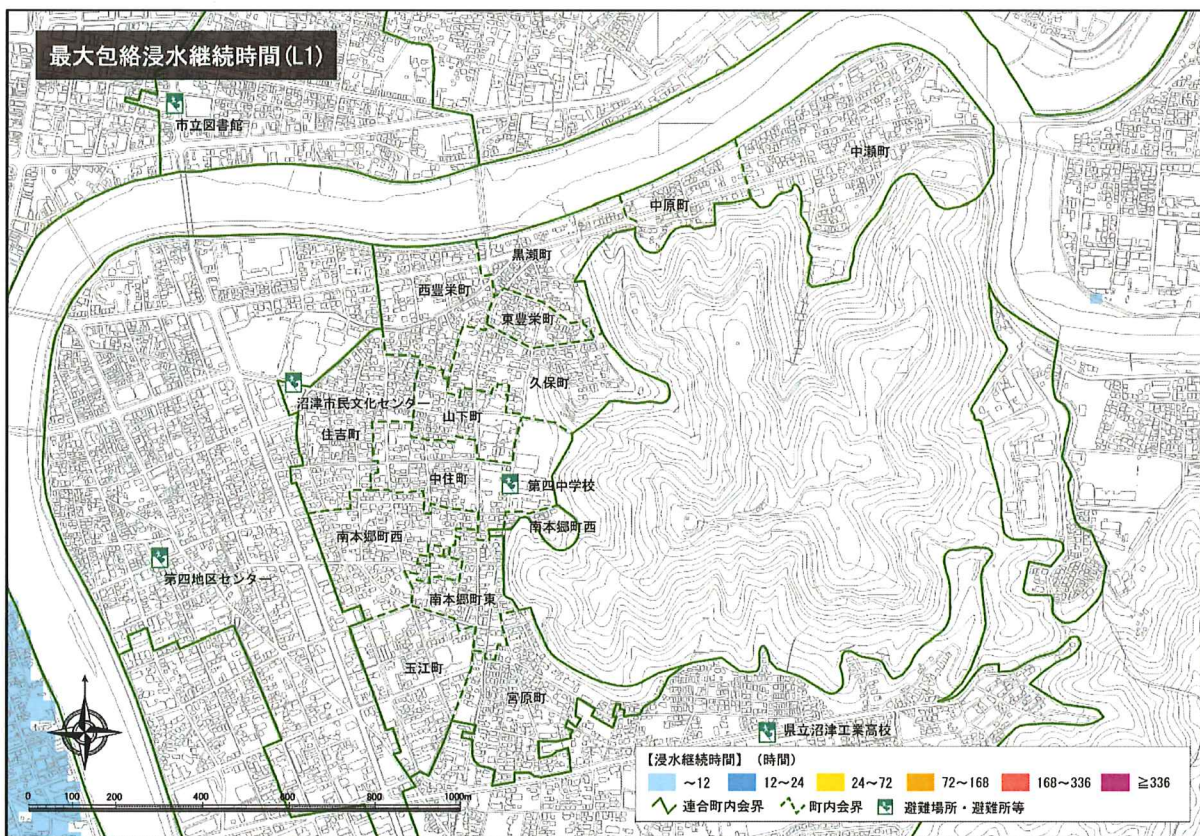 最大包絡浸水継続時間(L1)
市立図書館
中瀬町
中原町
黒瀬町
西豊栄町
東豊栄町
久保町
沼津市民文化センター
山下町
住吉町
中住町
第四中学校
南本郷町西
南本郷町西
第四地区センター
南本郷町東
玉江町
宮原町
県立沼津工業高校
【浸水継続時間】 (時間)
~12 12~24 24~72 72~168 168~336 ≧336
連合町内会界 町内会界 避難場所・避難所等
0 100 200 400 600 800 1000m